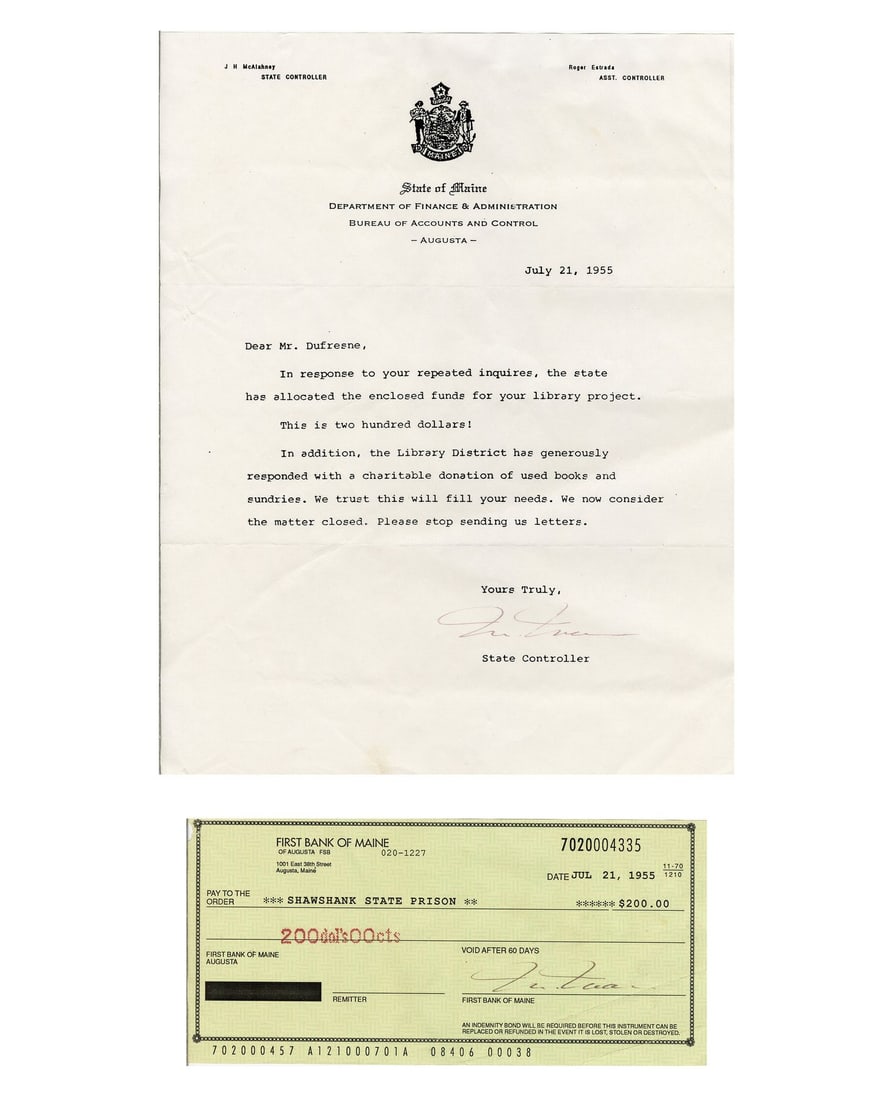 J H McAlahney
STATE CONTROLLER
Roger Estrada
ASST. CONTROLLER
MAINE
State of Maine
DEPARTMENT OF FINANCE & ADMINISTRATION
BUREAU OF ACCOUNTS AND CONTROL
– AUGUSTA –
July 21, 1955
Dear Mr. Dufresne,
In response to your repeated inquires, the state
has allocated the enclosed funds for your library project.
This is two hundred dollars!
In addition, the Library District has generously
responded with a charitable donation of used books and
sundries. We trust this will fill your needs. We now consider
the matter closed. Please stop sending us letters.
Yours Truly,
State Controller
FIRST BANK OF MAINE
OF AUGUSTA FSB
020-1227
1001 East 38th Street
Augusta, Maine
7020004335
DATE JUL 21, 1955
11-70
1210
PAY TO THE
ORDER *** SHAWSHANK STATE PRISON ** ****** $200.00
200dol's00cts
FIRST BANK OF MAINE
AUGUSTA
VOID AFTER 60 DAYS
REMITTER
FIRST BANK OF MAINE
AN INDEMNITY BOND WILL BE REQUIRED BEFORE THIS INSTRUMENT CAN BE
REPLACED OR REFUNDED IN THE EVENT IT IS LOST, STOLEN OR DESTROYED.
702000457 A121000701A 08406 00038